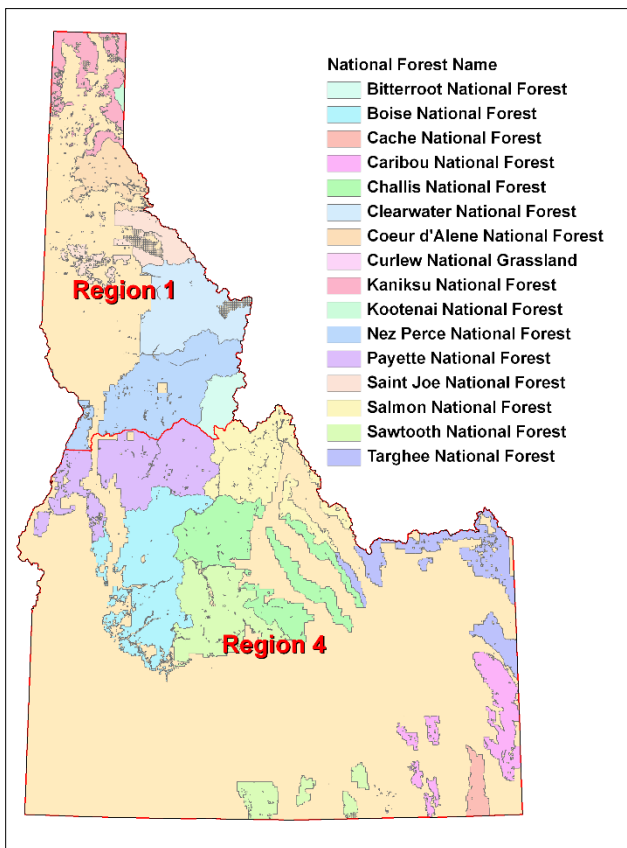 National Forest Name
Bitterroot National Forest
Boise National Forest
Cache National Forest
Caribou National Forest
Challis National Forest
Clearwater National Forest
Coeur d'Alene National Forest
Curlew National Grassland
Kaniksu National Forest
Kootenai National Forest
Nez Perce National Forest
Payette National Forest
Saint Joe National Forest
Salmon National Forest
Sawtooth National Forest
Targhee National Forest
Region 1
Region 4